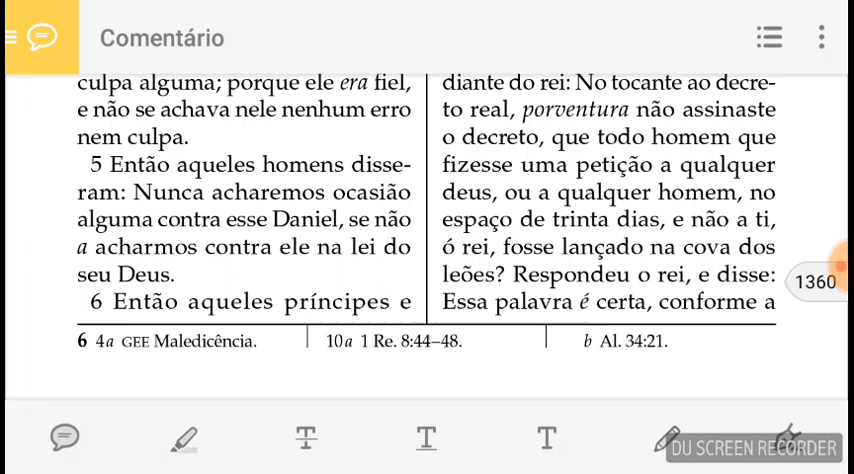 Comentário
culpa alguma; porque ele era fiel,
e não se achava nele nenhum erro
nem culpa.
5 Então aqueles homens disse-
ram: Nunca acharemos ocasião
alguma contra esse Daniel, se não
a acharmos contra ele na lei do
seu Deus.
6 Então aqueles príncipes e
diante do rei: No tocante ao decre-
to real, porventura não assinaste
o decreto, que todo homem que
fizesse uma petição a qualquer
deus, ou a qualquer homem, no
espaço de trinta dias, e não a ti,
ó rei, fosse lançado na cova dos
leões? Respondeu o rei, e disse:
Essa palavra é certa, conforme a
1360
6 4a GEE Maledicência.
10a 1 Re. 8:44–48.
b Al. 34:21.
T T T
DU SCREEN RECORDER